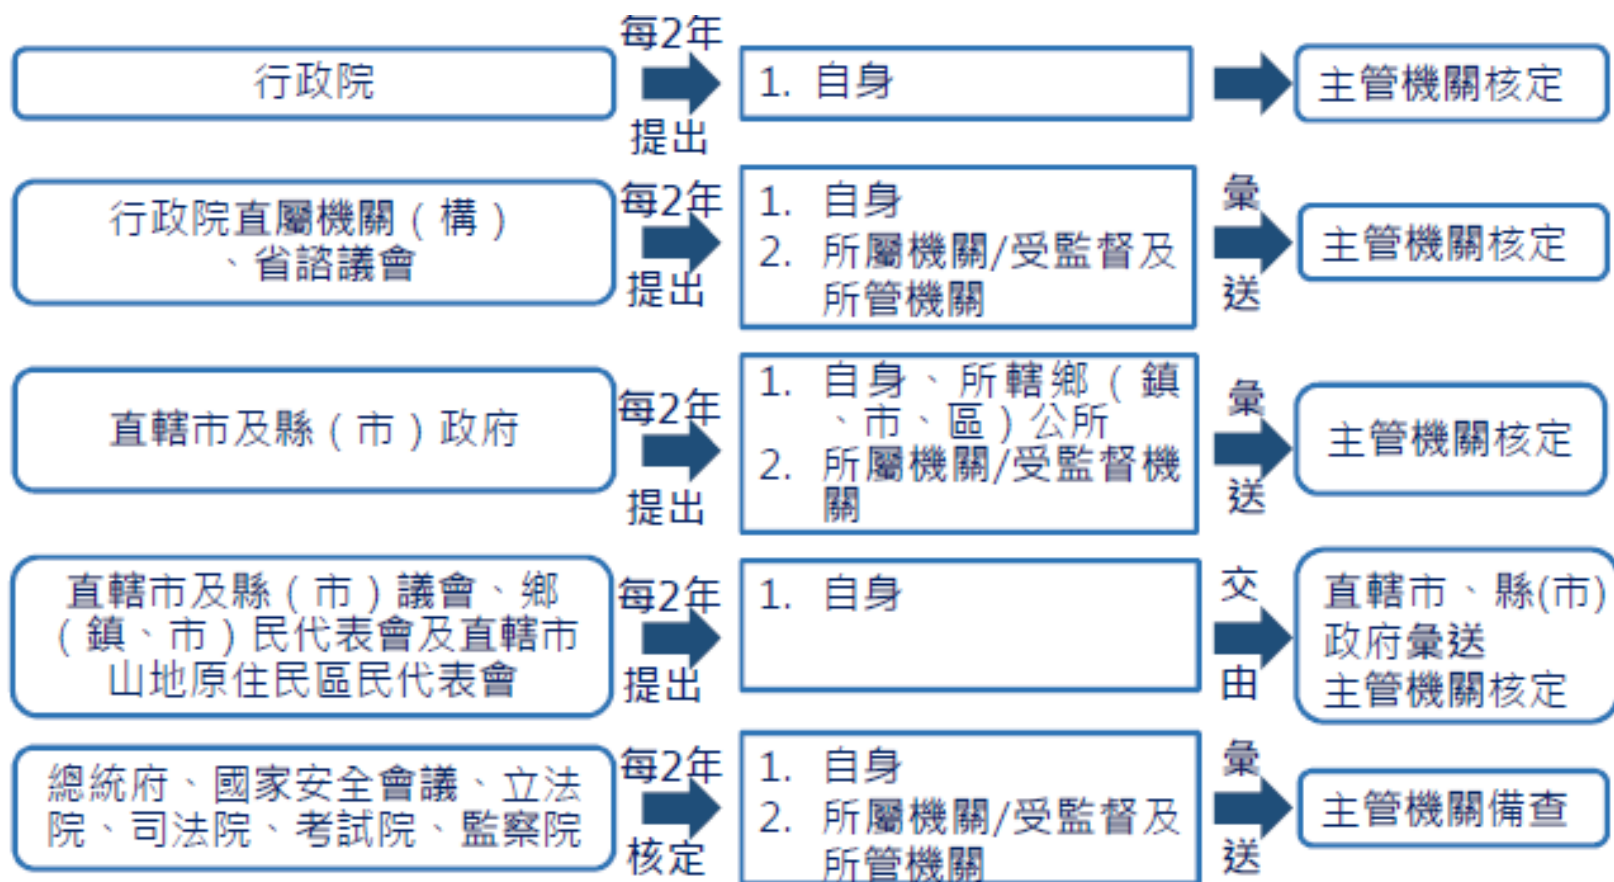 行政院
每2年
提出
1. 自身
主管機關核定
行政院直屬機關（構）
、省諮議會
每2年
提出
1. 自身
2. 所屬機關/受監督及
所管機關
彙
送
主管機關核定
直轄市及縣（市）政府
每2年
提出
1. 自身、所轄鄉（鎮
、市、區）公所
2. 所屬機關/受監督機
關
彙
送
主管機關核定
直轄市及縣（市）議會、鄉
（鎮、市）民代表會及直轄市
山地原住民區民代表會
每2年
提出
1. 自身
交
由
直轄市、縣(市)
政府彙送
主管機關核定
總統府、國家安全會議、立法
院、司法院、考試院、監察院
每2年
核定
1. 自身
2. 所屬機關/受監督及
所管機關
彙
送
主管機關備查